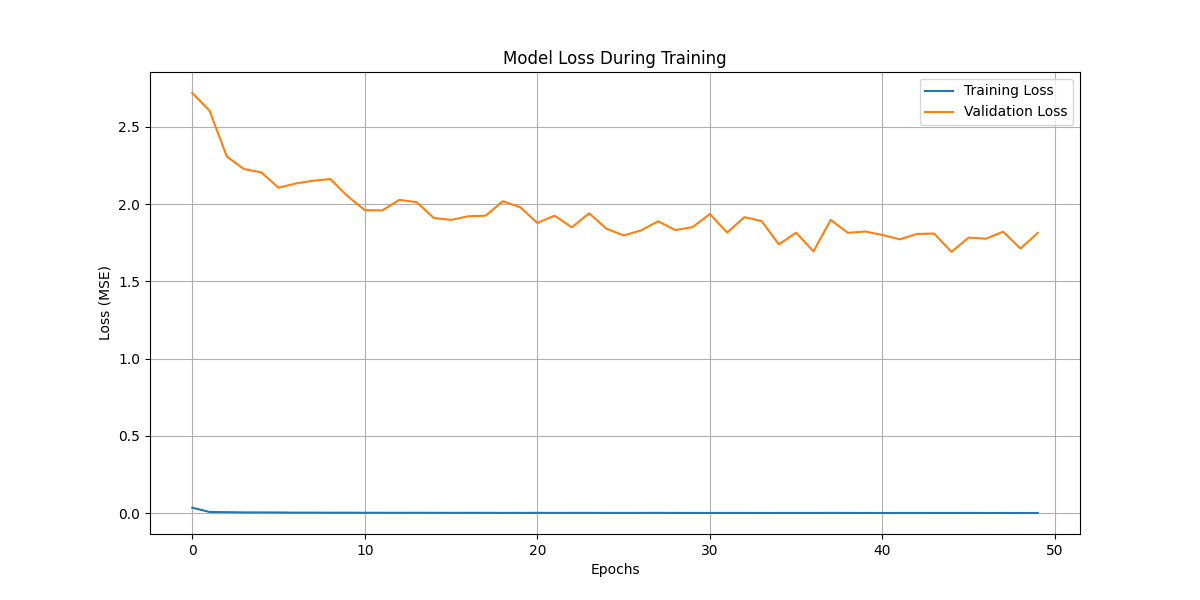 Model Loss During Training
Training Loss
Validation Loss
Loss (MSE)
2.5
2.0
1.5
1.0
0.5
0.0
0 10 20 30 40 50
Epochs